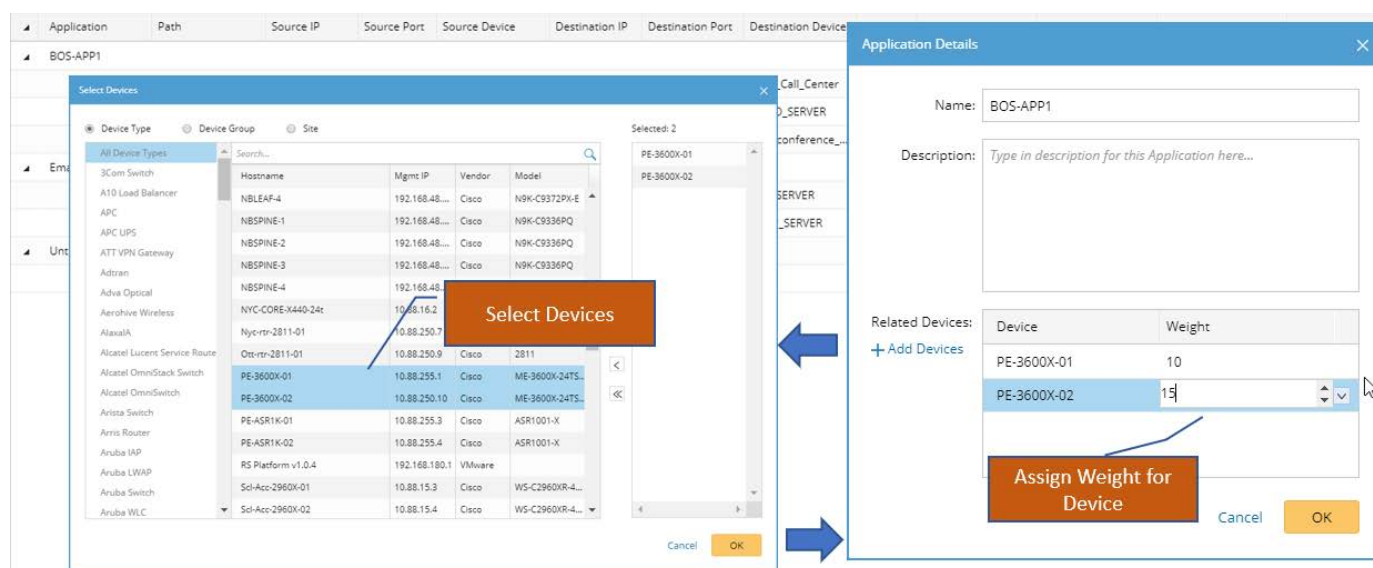 Application Path Source IP Source Port Source Device Destination IP Destination Port Destination Device
BOS-APP1
_Call_Center
_SERVER
conference_...
Ema
SERVER
_SERVER
Unt
Select Devices
Device Type Device Group Site
Selected: 2
All Device Types
3Com Switch
A10 Load Balancer
APC
APC UPS
ATT VPN Gateway
Adtran
Adva Optical
Aerohive Wireless
AlaxalA
Alcatel Lucent Service Route
Alcatel OmniStack Switch
Alcatel OmniSwitch
Arista Switch
Arris Router
Aruba IAP
Aruba LWAP
Aruba Switch
Aruba WLC
Search...
Hostname Mgmt IP Vendor Model
NBLEAF-4 192.168.48.... Cisco N9K-C9372PX-E
NBSPINE-1 192.168.48.... Cisco N9K-C9336PQ
NBSPINE-2 192.168.48.... Cisco N9K-C9336PQ
NBSPINE-3 192.168.48.... Cisco N9K-C9336PQ
NBSPINE-4 192.168.48.
NYC-CORE-X440-24t 10.88.16.2
Nyc-rtr-2811-01 10.88.250.7
Ott-rtr-2811-01 10.88.250.9 Cisco 2811
PE-3600X-01 10.88.255.1 Cisco ME-3600X-24TS...
PE-3600X-02 10.88.250.10 Cisco ME-3600X-24TS...
PE-ASR1K-01 10.88.255.3 Cisco ASR1001-X
PE-ASR1K-02 10.88.255.4 Cisco ASR1001-X
RS Platform v1.0.4 192.168.180.1 VMware
Scl-Acc-2960X-01 10.88.15.3 Cisco WS-C2960XR-4...
Scl-Acc-2960X-02 10.88.15.4 Cisco WS-C2960XR-4...
PE-3600X-01
PE-3600X-02
Select Devices
Cancel OK
Application Details
Name: BOS-APP1
Description: Type in description for this Application here...
Related Devices:
+ Add Devices
Device Weight
PE-3600X-01 10
PE-3600X-02 15
Assign Weight for
Device
Cancel OK